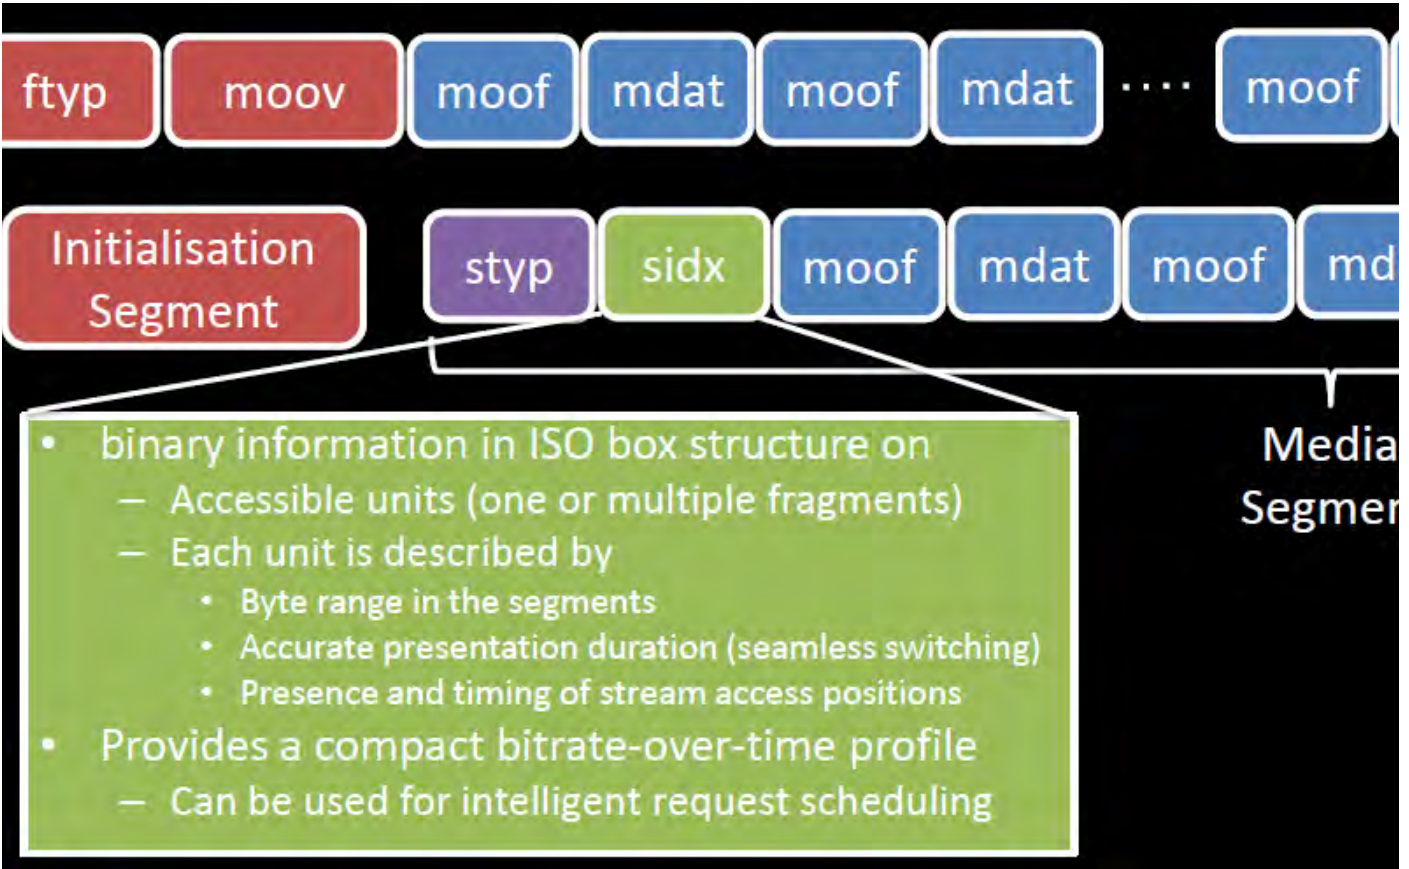 ftyp moov moof mdat moof mdat .... moof
Initialisation
Segment
styp sidx moof mdat moof md
• binary information in ISO box structure on
– Accessible units (one or multiple fragments)
– Each unit is described by
• Byte range in the segments
• Accurate presentation duration (seamless switching)
• Presence and timing of stream access positions
• Provides a compact bitrate-over-time profile
– Can be used for intelligent request scheduling
Media
Segmen